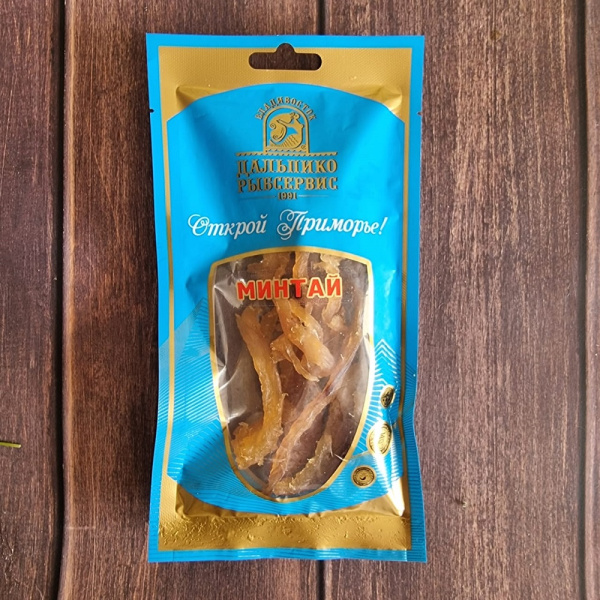 ВЛАДИВОСТОК
ДАЛЬПИКО
РЫБСЕРВИС
1991
Открой Приморье!
МИНТАЙ